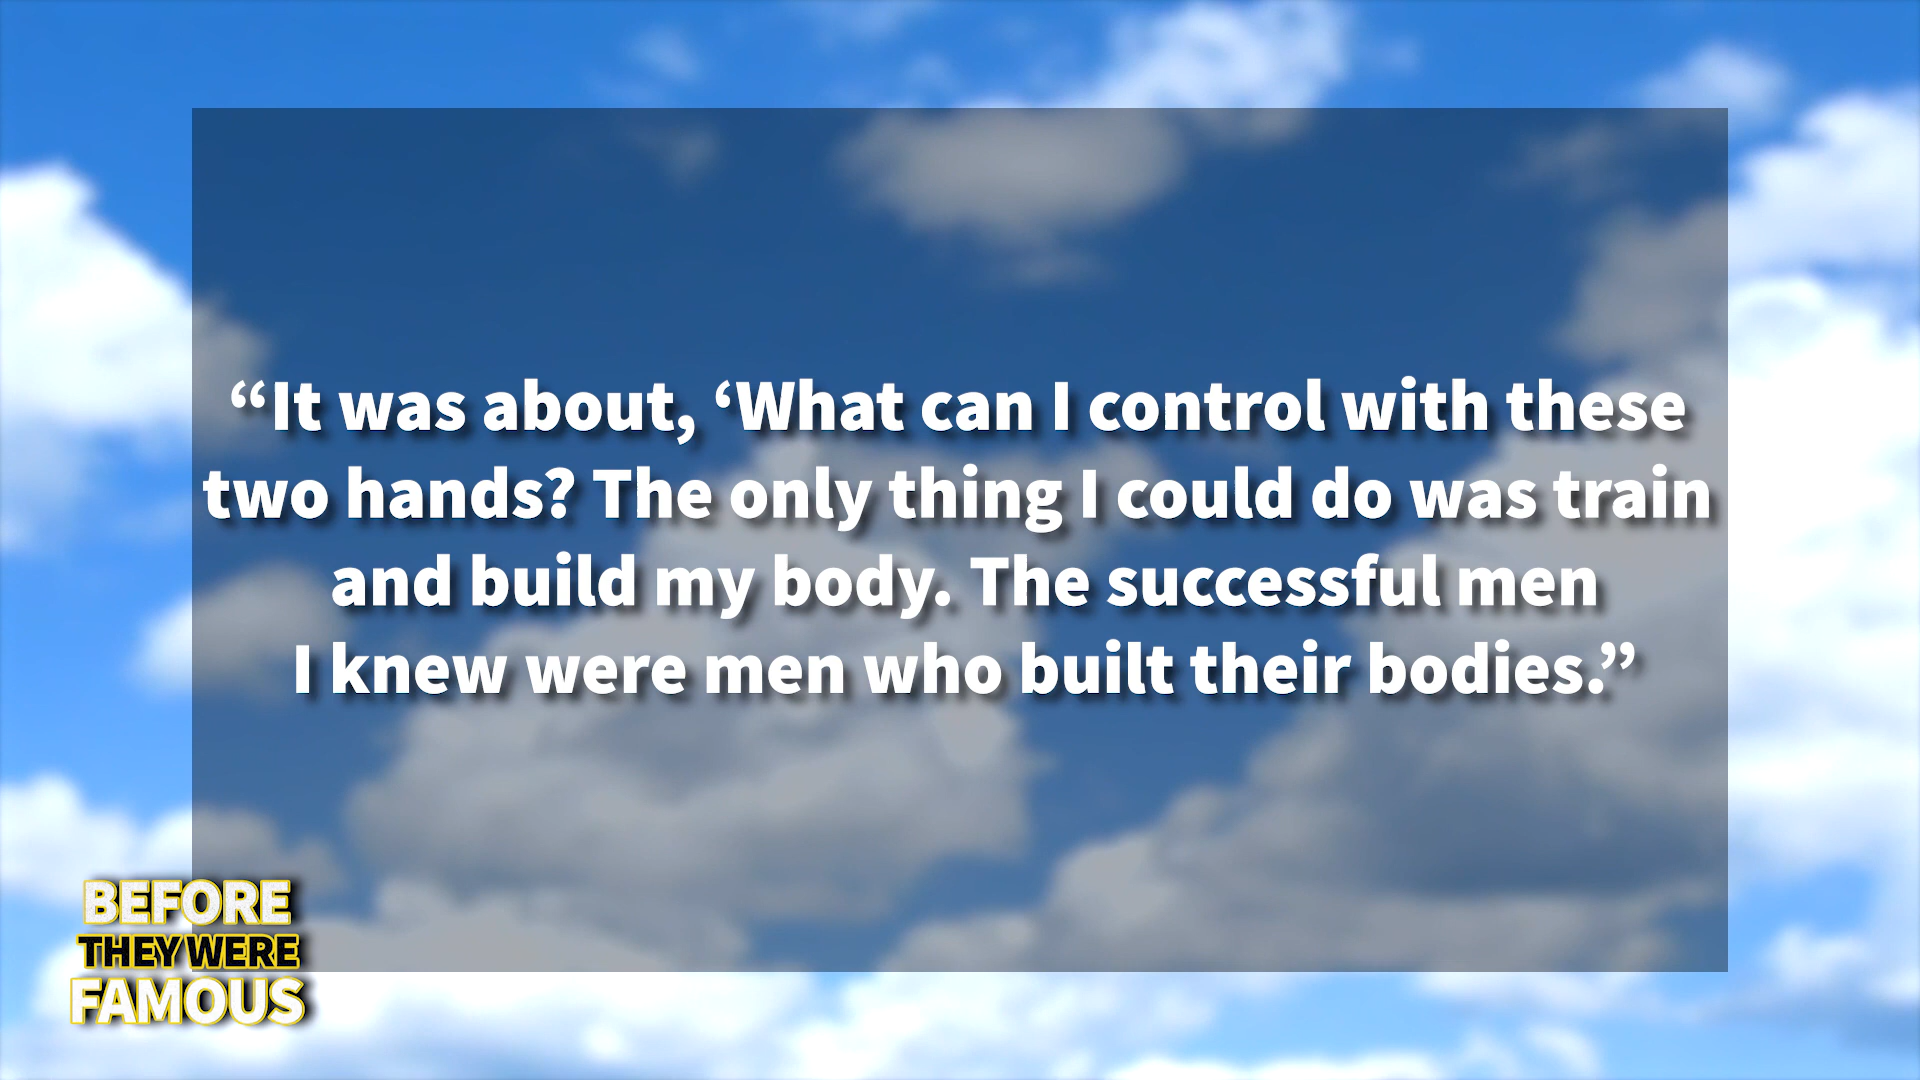 “It was about, ‘What can I control with these
two hands? The only thing I could do was train
and build my body. The successful men
I knew were men who built their bodies.”
BEFORE
THEY WERE
FAMOUS